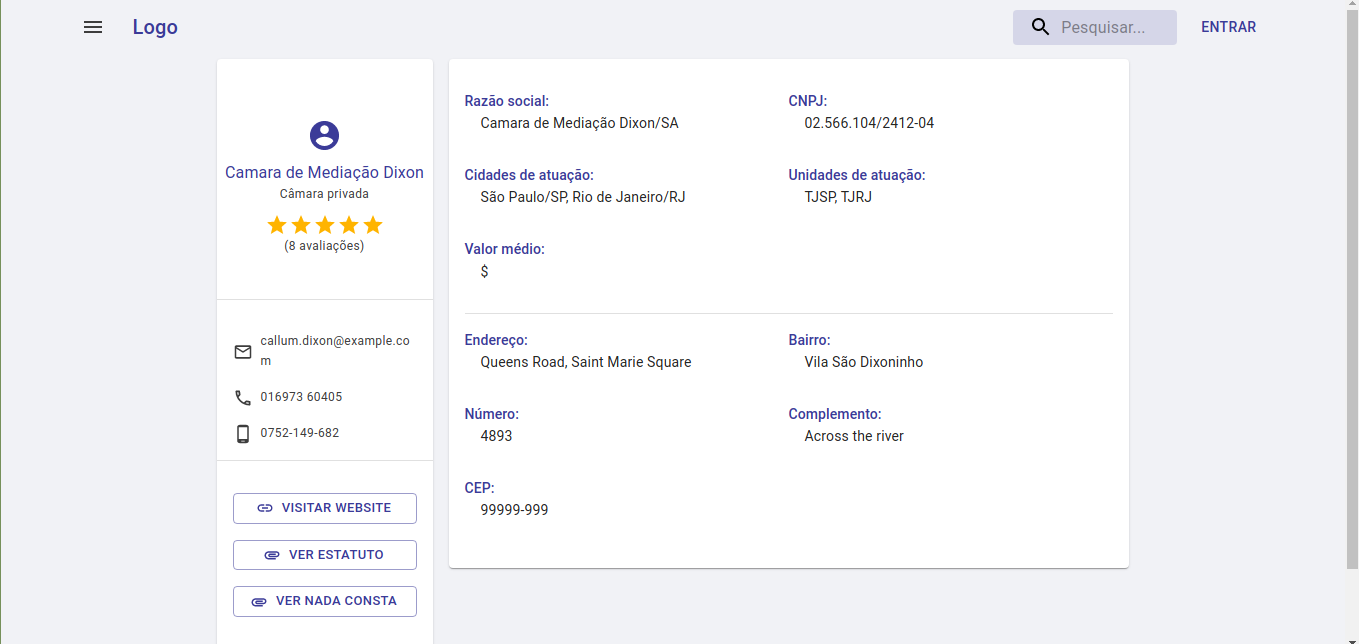 Logo
Pesquisar...
ENTRAR
Camara de Mediação Dixon
Câmara privada
(8 avaliações)
callum.dixon@example.co
m
016973 60405
0752-149-682
VISITAR WEBSITE
VER ESTATUTO
VER NADA CONSTA
Razão social:
Camara de Mediação Dixon/SA
CNPJ:
02.566.104/2412-04
Cidades de atuação:
São Paulo/SP, Rio de Janeiro/RJ
Unidades de atuação:
TJSP, TJRJ
Valor médio:
$
Endereço:
Queens Road, Saint Marie Square
Bairro:
Vila São Dixoninho
Número:
4893
Complemento:
Across the river
CEP:
99999-999